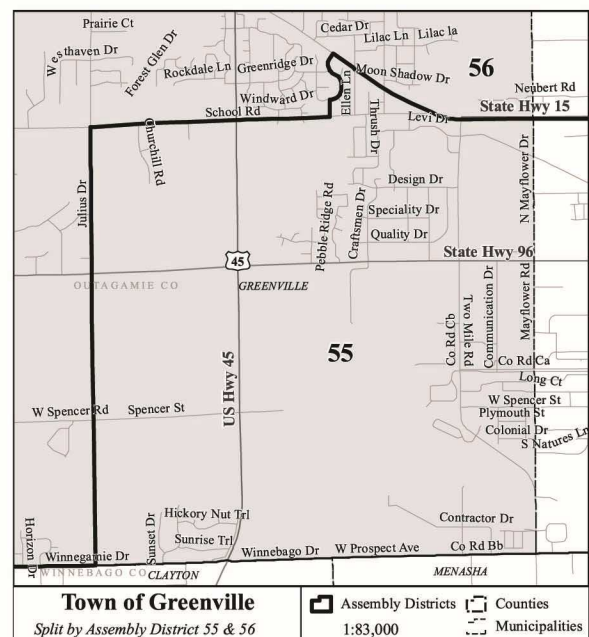 Prairie Ct
Cedar Dr
Lilac Ln
Lilac la
Westhaven Dr
Forest Glen Dr
Rockdale Ln
Greenridge Dr
Moon Shadow Dr
56
Neubert Rd
Windward Dr
Ellen Ln
State Hwy 15
School Rd
Levi Dr
Churchill Rd
Thrush Dr
N Mayflower Dr
Julius Dr
Design Dr
Pebble Ridge Rd
Craftsmen Dr
Speciality Dr
Quality Dr
State Hwy 96
45
OUTAGAMIE CO
GREENVILLE
Co Rd Cb
Two Mile Rd
Communication Dr
Mayflower Rd
55
US Hwy 45
Co Rd Ca
Long Ct
W Spencer Rd
Spencer St
W Spencer St
Plymouth St
Colonial Dr
S Natures Ln
Horizon Dr
Sunset Dr
Hickory Nut Trl
Sunrise Trl
Contractor Dr
Winnegamie Dr
Winnebago Dr
W Prospect Ave
Co Rd Bb
WINNEBAGO CO
CLAYTON
MENASHA
Town of Greenville
Split by Assembly District 55 & 56
Assembly Districts
Counties
1:83,000
Municipalities